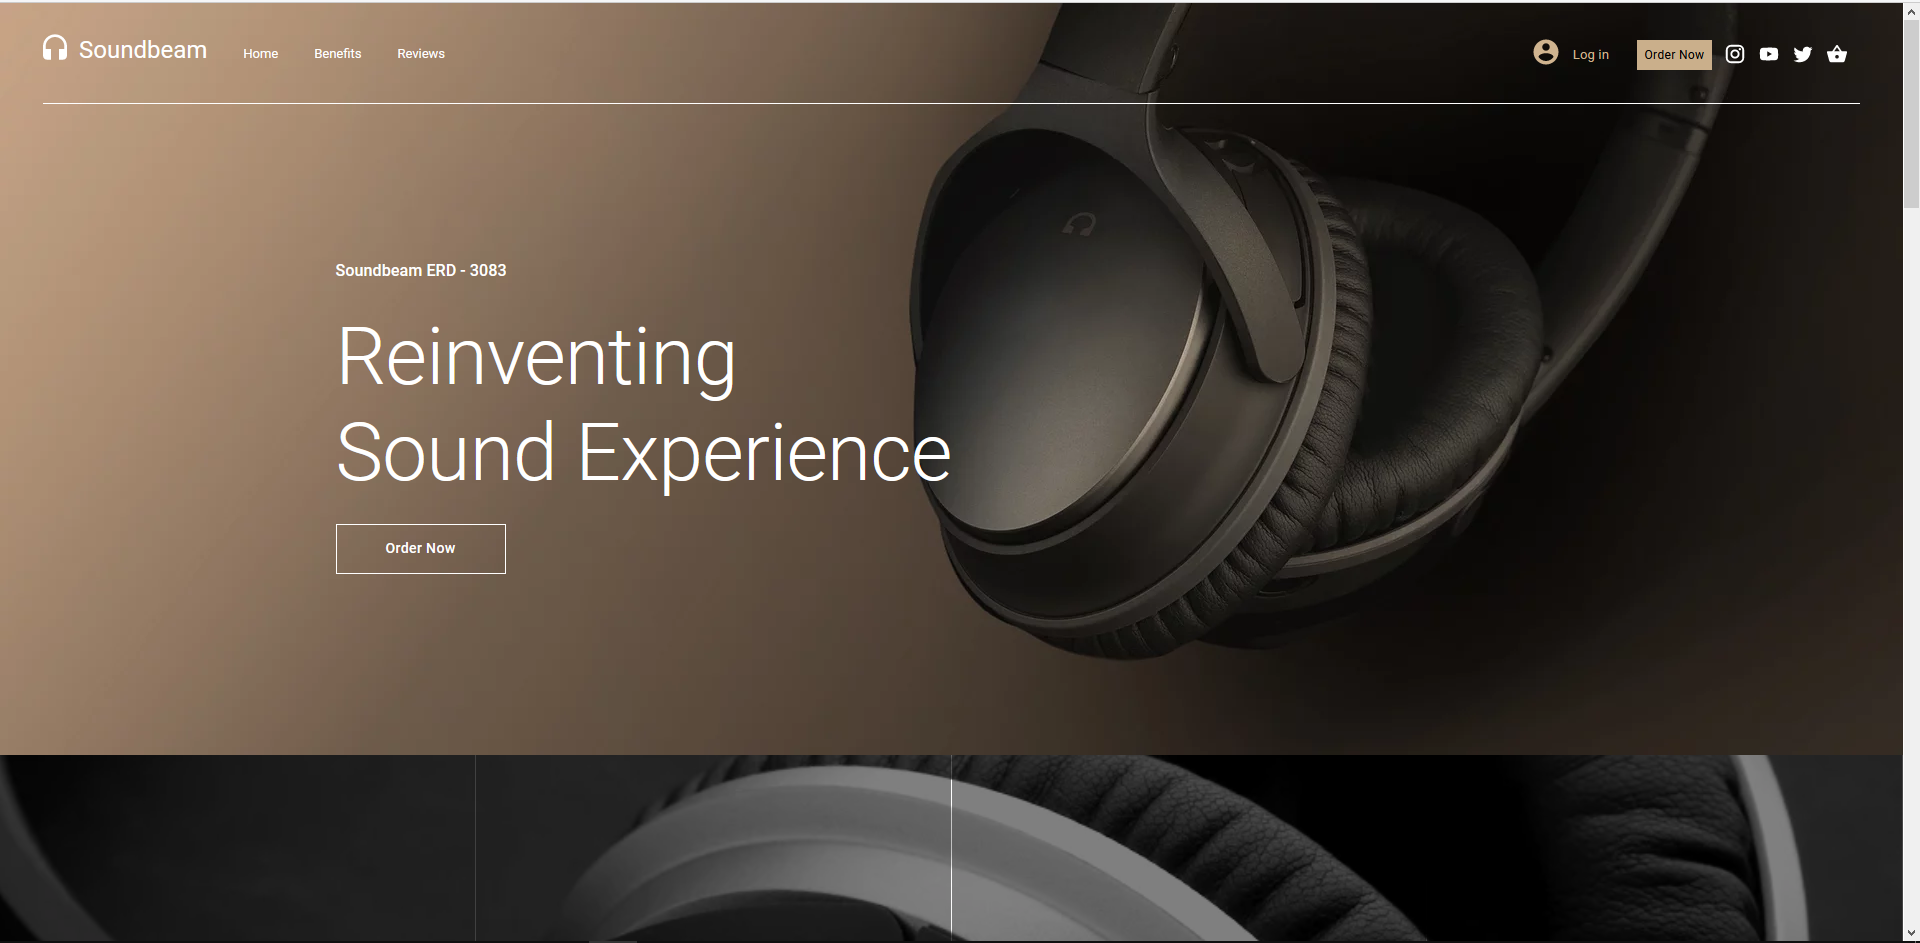 Soundbeam
Home
Benefits
Reviews
Log in
Order Now
Soundbeam ERD - 3083
Reinventing
Sound Experience
Order Now